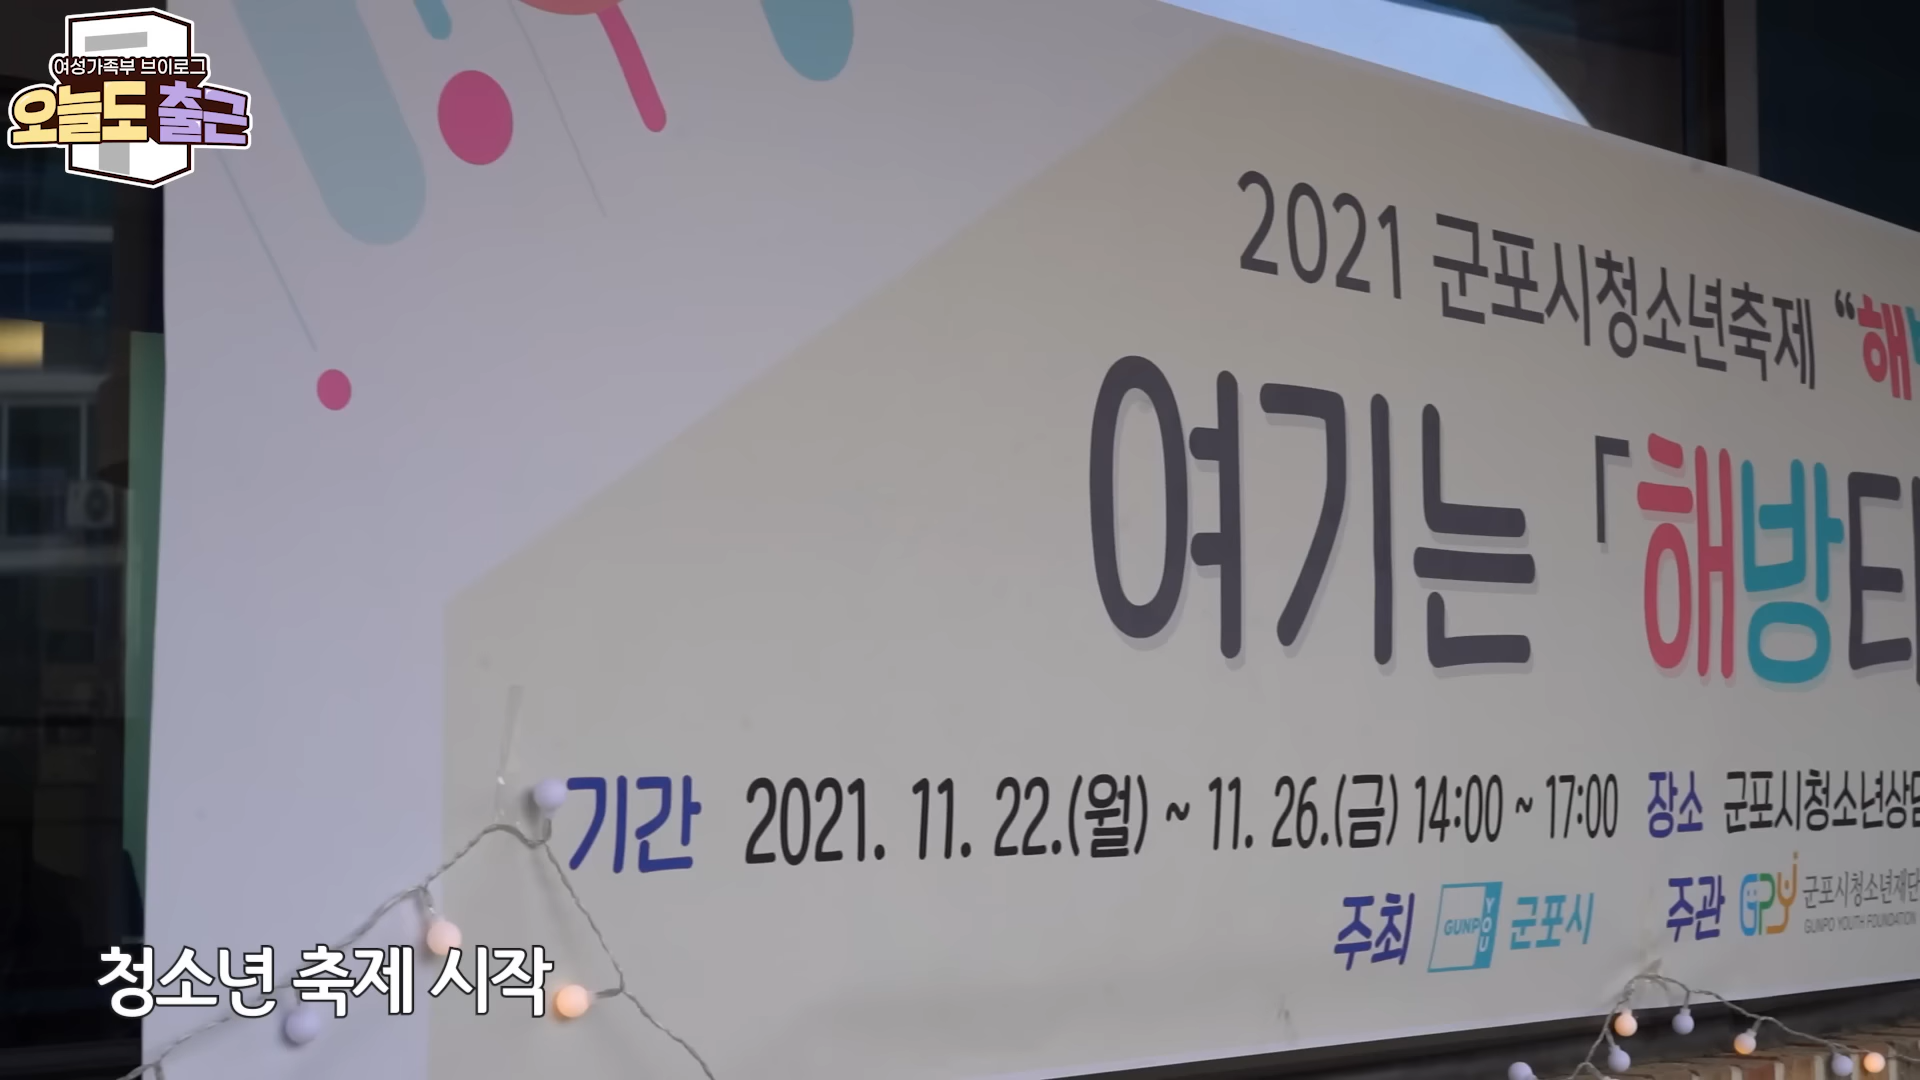 여성가족부 브이로그
오늘도 출근
2021 군포시청소년축제 “해
여기는 「해방
기간 2021. 11. 22.(월) ~ 11. 26.(금) 14:00 ~ 17:00 장소 군포시청소년상담
주최 GUNPO YOU 군포시 주관 GPY 군포시청소년재단
GUNPO YOUTH FOUNDATION
청소년 축제 시작